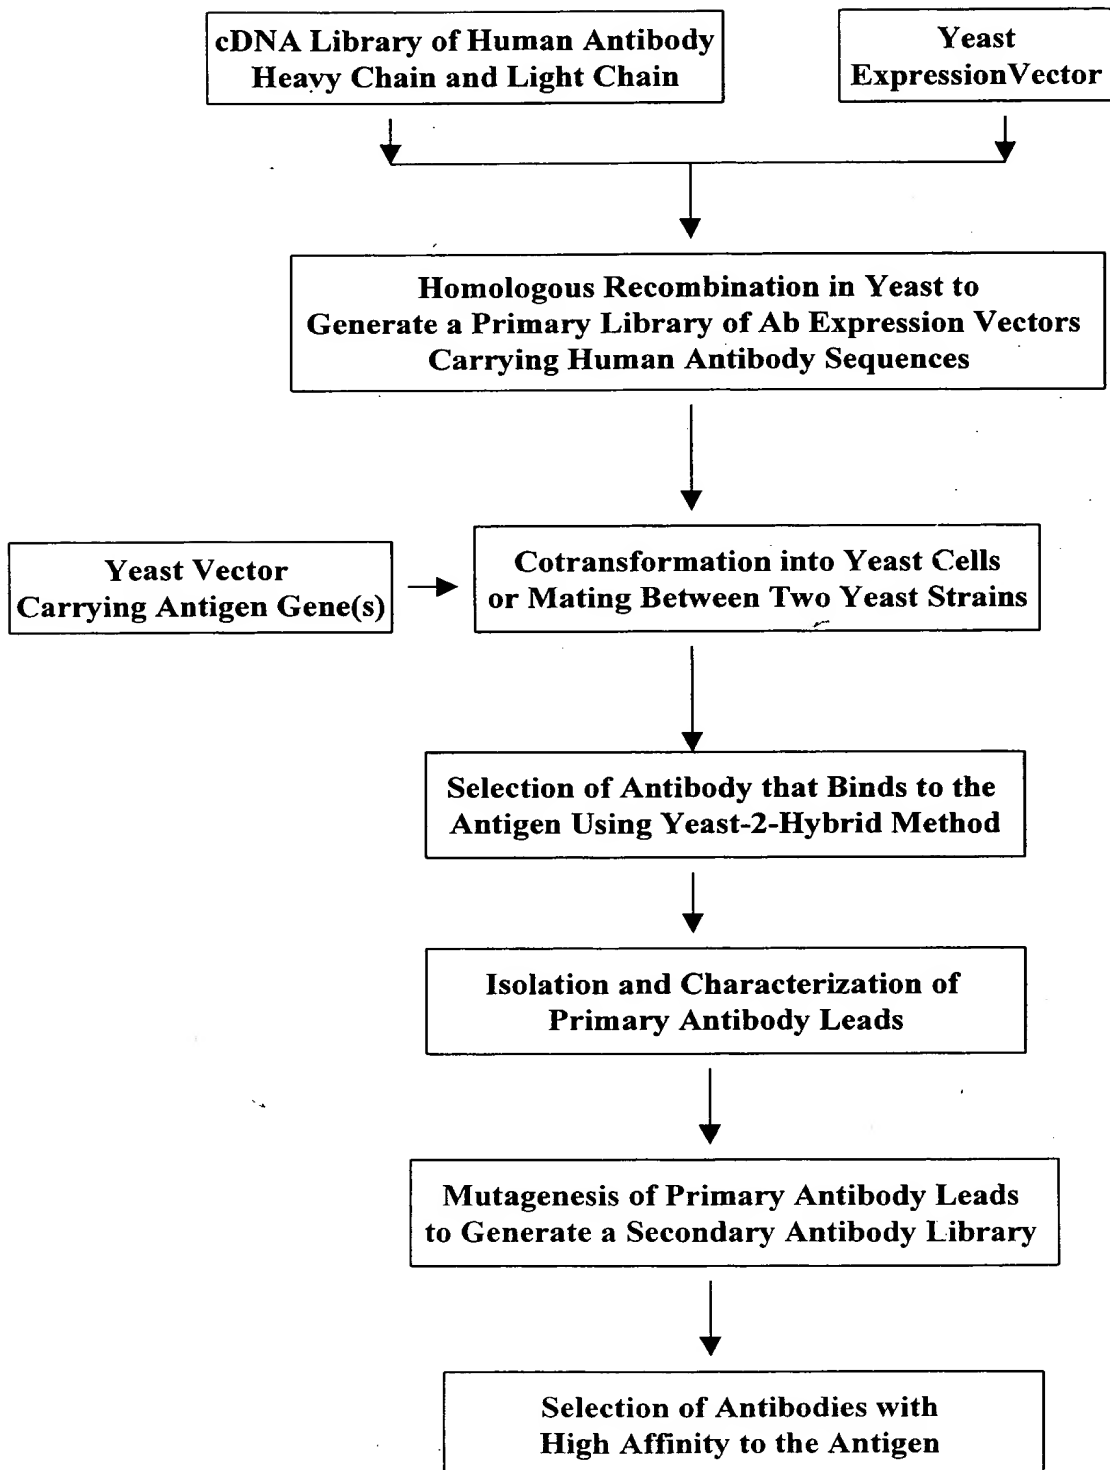 cDNA Library of Human Antibody
Heavy Chain and Light Chain
Yeast
ExpressionVector
Homologous Recombination in Yeast to
Generate a Primary Library of Ab Expression Vectors
Carrying Human Antibody Sequences
Yeast Vector
Carrying Antigen Gene(s)
Cotransformation into Yeast Cells
or Mating Between Two Yeast Strains
Selection of Antibody that Binds to the
Antigen Using Yeast-2-Hybrid Method
Isolation and Characterization of
Primary Antibody Leads
Mutagenesis of Primary Antibody Leads
to Generate a Secondary Antibody Library
Selection of Antibodies with
High Affinity to the Antigen